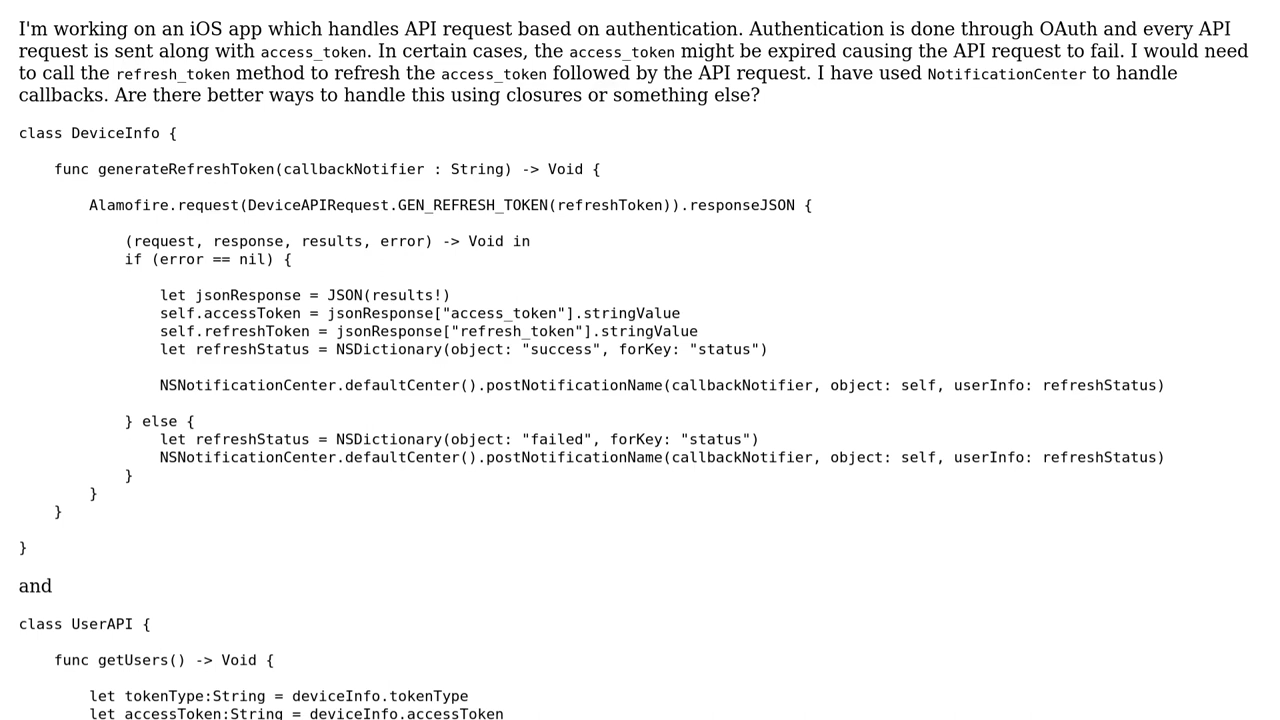 I'm working on an iOS app which handles API request based on authentication. Authentication is done through OAuth and every API
request is sent along with access_token. In certain cases, the access_token might be expired causing the API request to fail. I would need
to call the refresh_token method to refresh the access_token followed by the API request. I have used NotificationCenter to handle
callbacks. Are there better ways to handle this using closures or something else?
class DeviceInfo {
    func generateRefreshToken(callbackNotifier : String) -> Void {
        Alamofire.request(DeviceAPIRequest.GEN_REFRESH_TOKEN(refreshToken)).responseJSON {
            (request, response, results, error) -> Void in
            if (error == nil) {
                let jsonResponse = JSON(results!)
                self.accessToken = jsonResponse["access_token"].stringValue
                self.refreshToken = jsonResponse["refresh_token"].stringValue
                let refreshStatus = NSDictionary(object: "success", forKey: "status")
                NSNotificationCenter.defaultCenter().postNotificationName(callbackNotifier, object: self, userInfo: refreshStatus)
            } else {
                let refreshStatus = NSDictionary(object: "failed", forKey: "status")
                NSNotificationCenter.defaultCenter().postNotificationName(callbackNotifier, object: self, userInfo: refreshStatus)
            }
        }
    }
}
and
class UserAPI {
    func getUsers() -> Void {
        let tokenType:String = deviceInfo.tokenType
        let accessToken:String = deviceInfo.accessToken